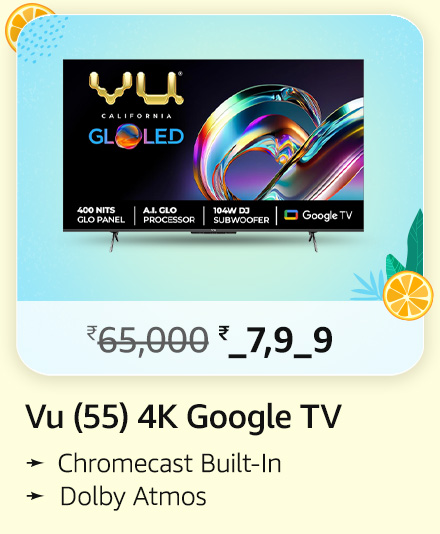 Vu
CALIFORNIA
GLOLED
400 NITS
GLO PANEL
A.I. GLO
PROCESSOR
104W DJ
SUBWOOFER
Google TV
₹65,000 ₹_7,9_9
Vu (55) 4K Google TV
➛ Chromecast Built-In
➛ Dolby Atmos